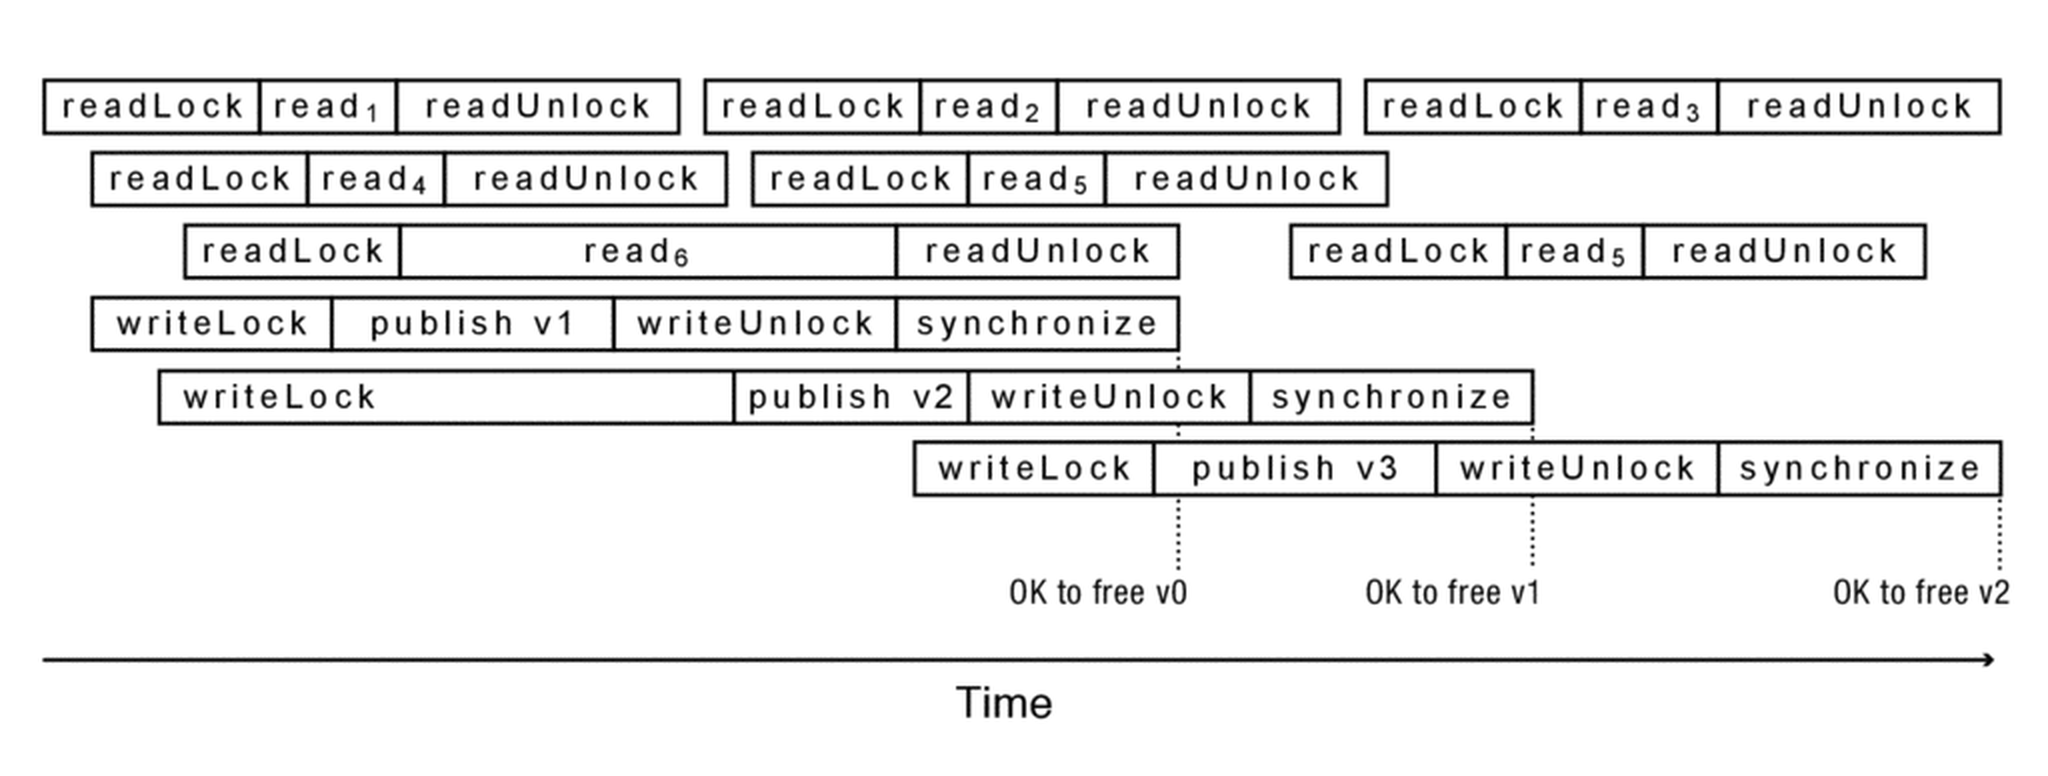 readLock read₁ readUnlock readLock read₂ readUnlock readLock read₃ readUnlock
readLock read₄ readUnlock readLock read₅ readUnlock
readLock read₆ readUnlock readLock read₅ readUnlock
writeLock publish v1 writeUnlock synchronize
writeLock publish v2 writeUnlock synchronize
writeLock publish v3 writeUnlock synchronize
OK to free v0 OK to free v1 OK to free v2
Time